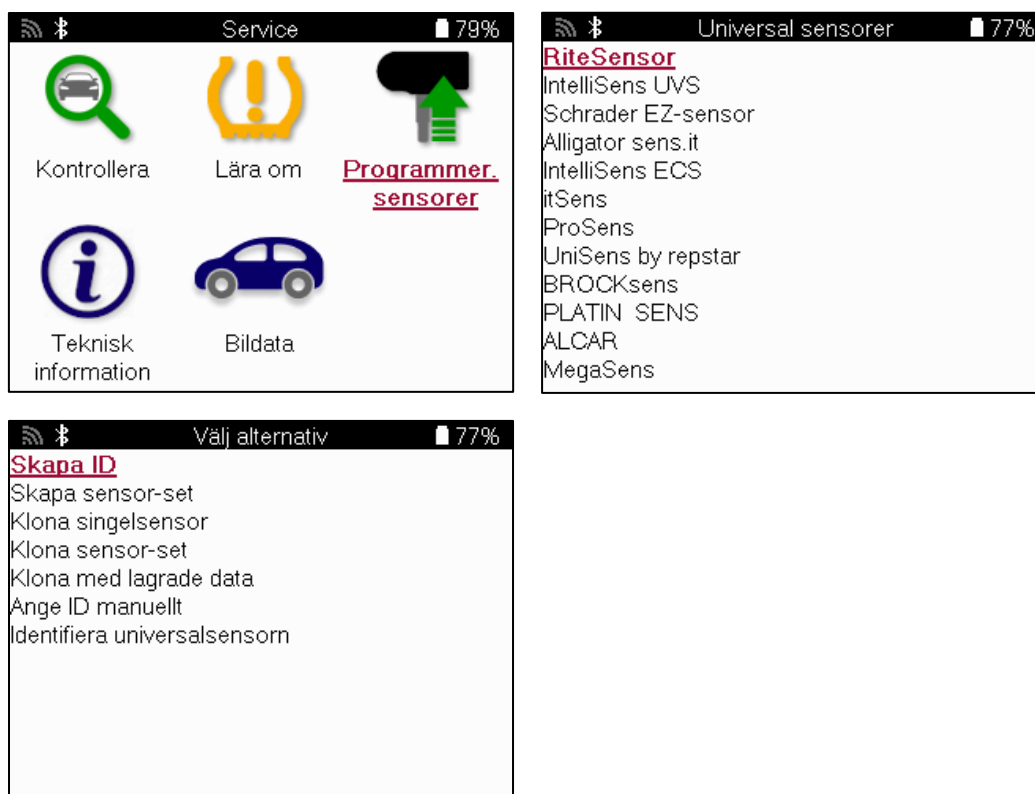 Service 79%
Kontrollera
Lära om
Programmer.
sensorer
Teknisk
information
Bildata
Universal sensorer 77%
RiteSensor
IntelliSens UVS
Schrader EZ-sensor
Alligator sens.it
IntelliSens ECS
itSens
ProSens
UniSens by repstar
BROCKsens
PLATIN SENS
ALCAR
MegaSens
Välj alternativ 77%
Skapa ID
Skapa sensor-set
Klona singelsensor
Klona sensor-set
Klona med lagrade data
Ange ID manuellt
Identifiera universalsensorn